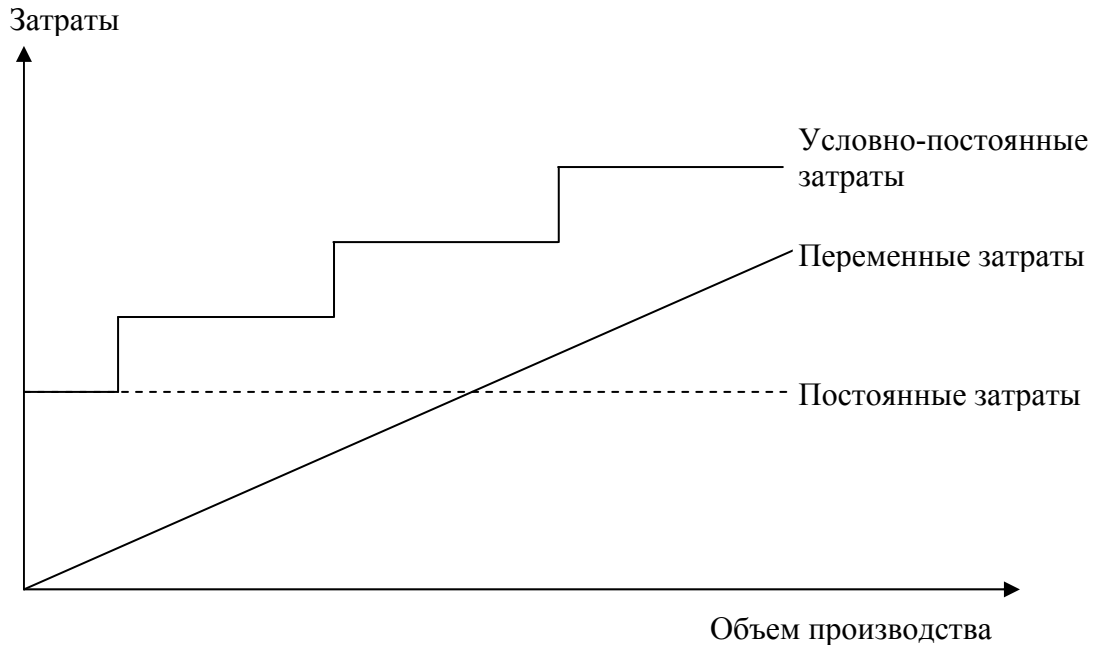 Затраты
Условно-постоянные
затраты
Переменные затраты
Постоянные затраты
Объем производства